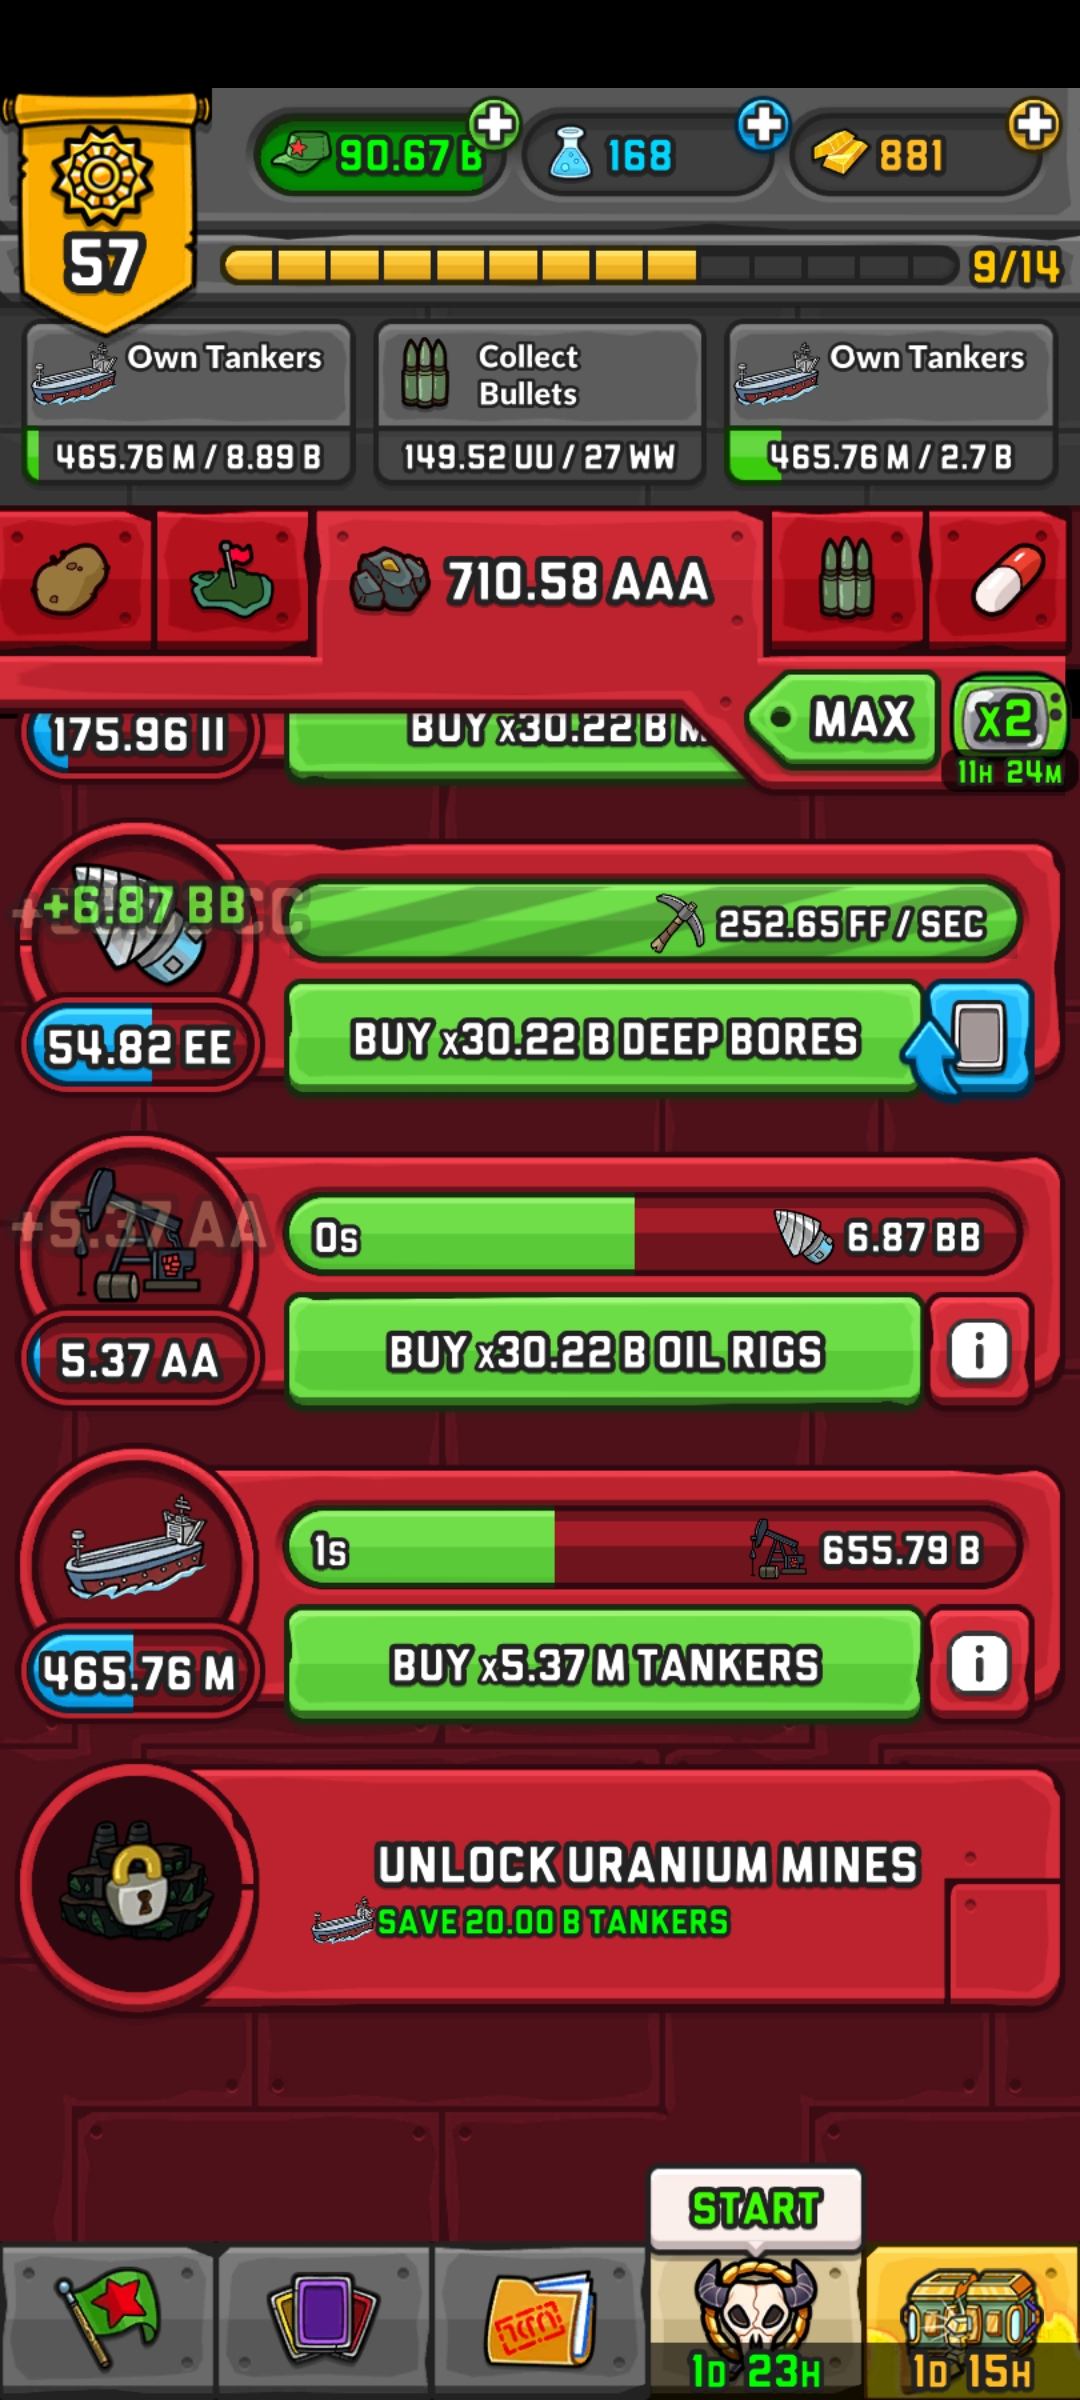 57
90.67 B
168
881
9/14
Own Tankers
465.76 M / 8.89 B
Collect
Bullets
149.52 UU / 27 WW
Own Tankers
465.76 M / 2.7 B
710.58 AAA
MAX
x2
11H 24M
175.96 II
BUY x30.22 B M
+6.87 BB
252.65 FF / SEC
54.82 EE
BUY x30.22 B DEEP BORES
+5.37 AA
0s
6.87 BB
5.37 AA
BUY x30.22 B OIL RIGS
i
1s
655.79 B
465.76 M
BUY x5.37 M TANKERS
i
UNLOCK URANIUM MINES
SAVE 20.00 B TANKERS
START
1D 23H
1D 15H